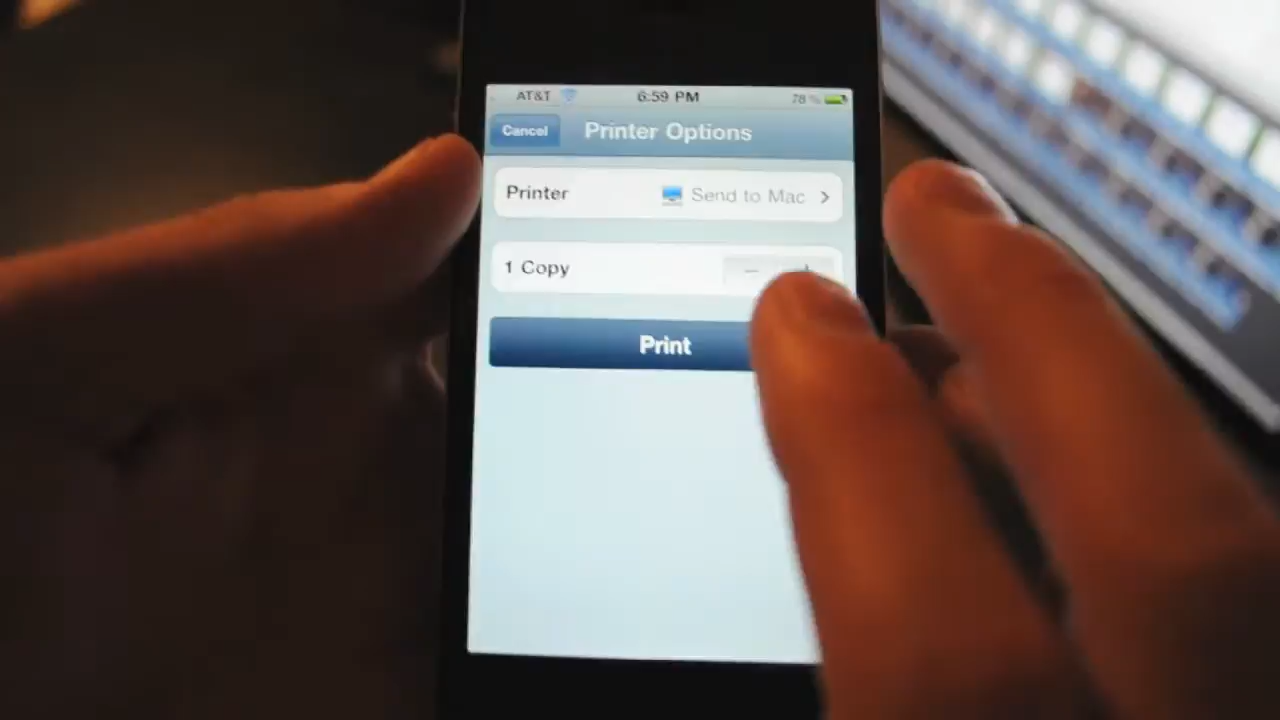 AT&T 6:59 PM 78%
Cancel Printer Options
Printer Send to Mac >
1 Copy − +
Print